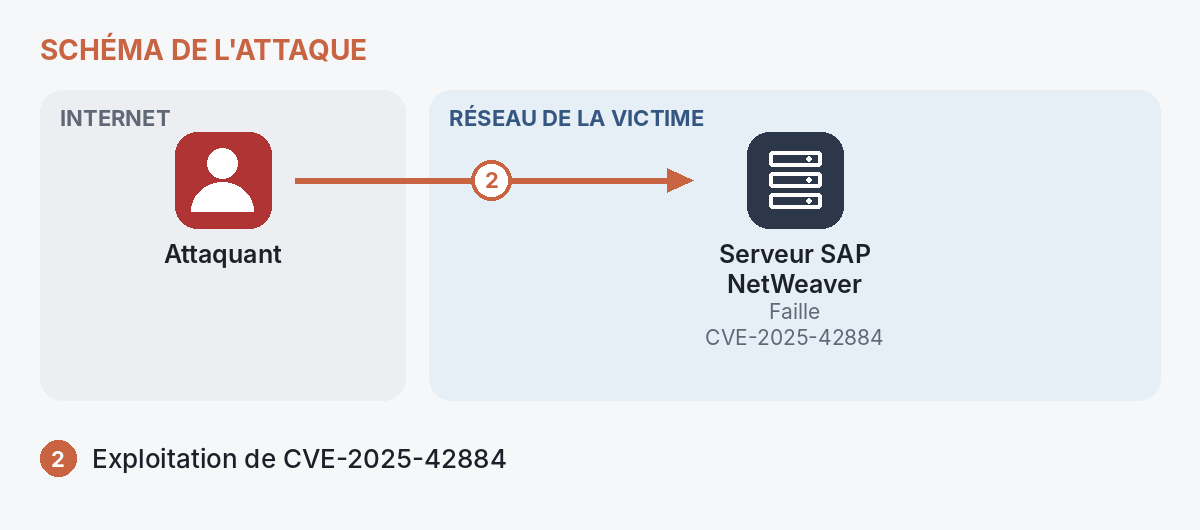 SCHÉMA DE L'ATTAQUE
INTERNET
RÉSEAU DE LA VICTIME
2
Attaquant
Serveur SAP
NetWeaver
Faille
CVE-2025-42884
2 Exploitation de CVE-2025-42884